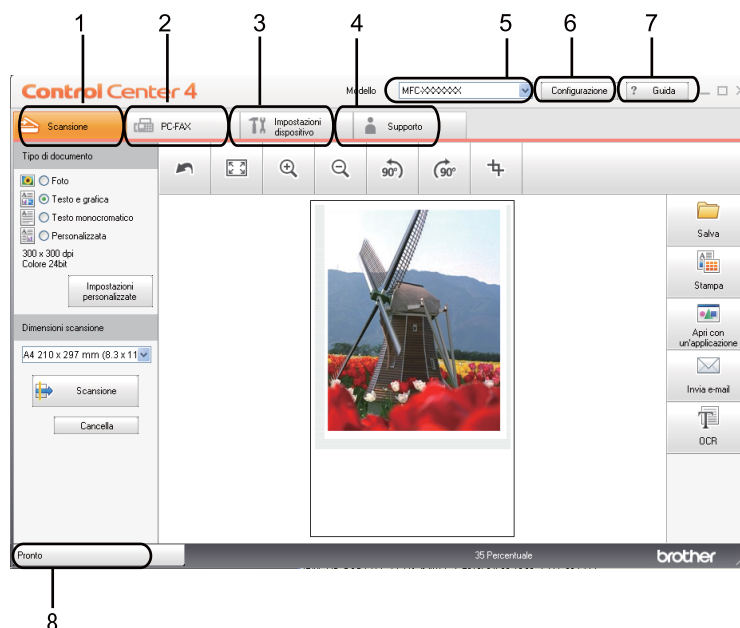 1 2 3 4 5 6 7
Control Center 4
Modello MFC-XXXXXX Configurazione ? Guida
Scansione
PC-FAX
Impostazioni
dispositivo
Supporto
Tipo di documento
Foto
Testo e grafica
Testo monocromatico
Personalizzata
300 x 300 dpi
Colore 24bit
Impostazioni
personalizzate
Dimensioni scansione
A4 210 x 297 mm (8.3 x 11
Scansione
Cancella
90°
90°
Salva
Stampa
Apri con
un'applicazione
Invia e-mail
OCR
Pronto
35 Percentuale
brother
8